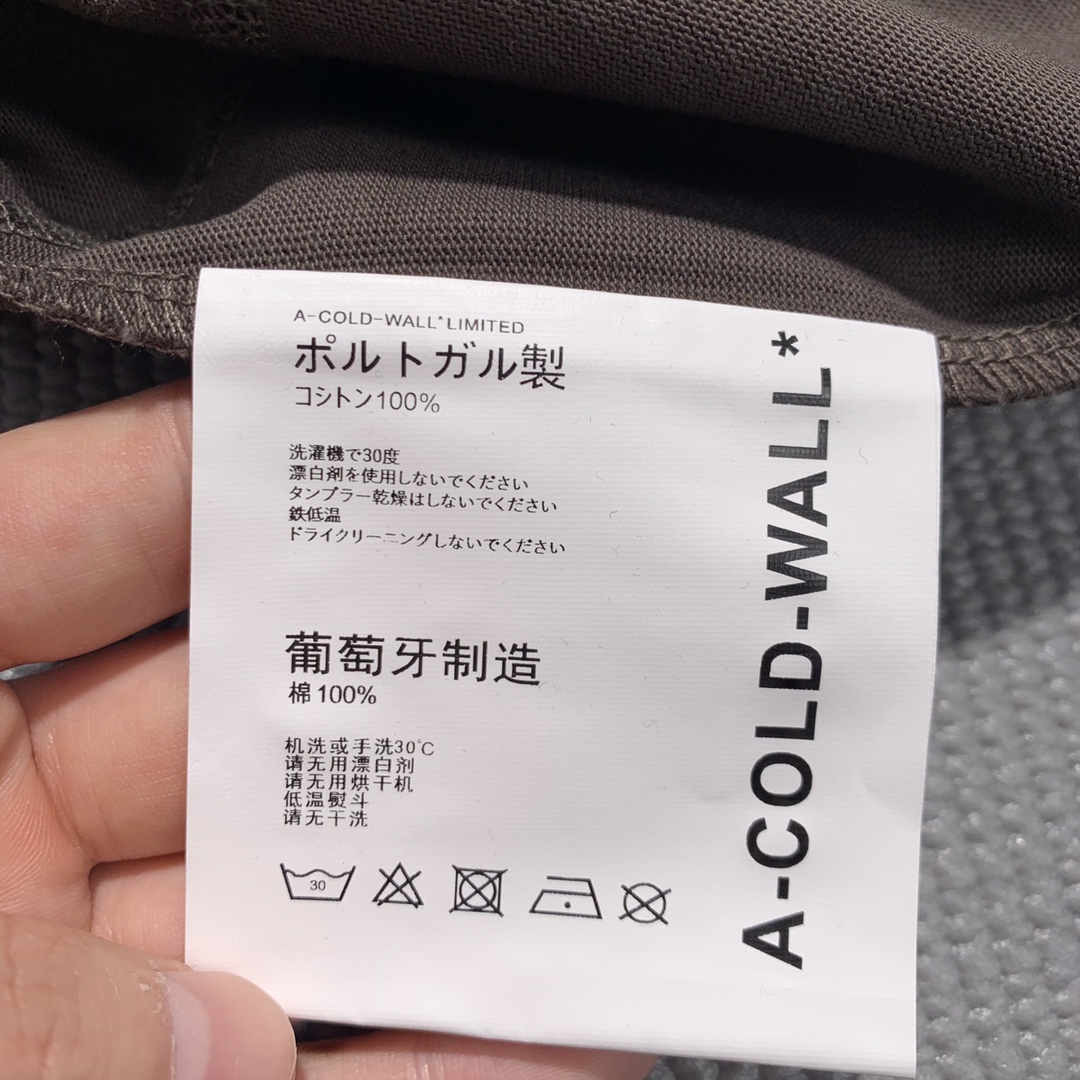 A-COLD-WALL*LIMITED
ポルトガル製
コシトン100%
洗濯機で30度
漂白剤を使用しないでください
タンブラー乾燥はしないでください
鉄低温
ドライクリーニングしないでください
葡萄牙制造
棉100%
机洗或手洗30℃
请无用漂白剂
请无用烘干机
低温熨斗
请无干洗
30
A-COLD-WALL*